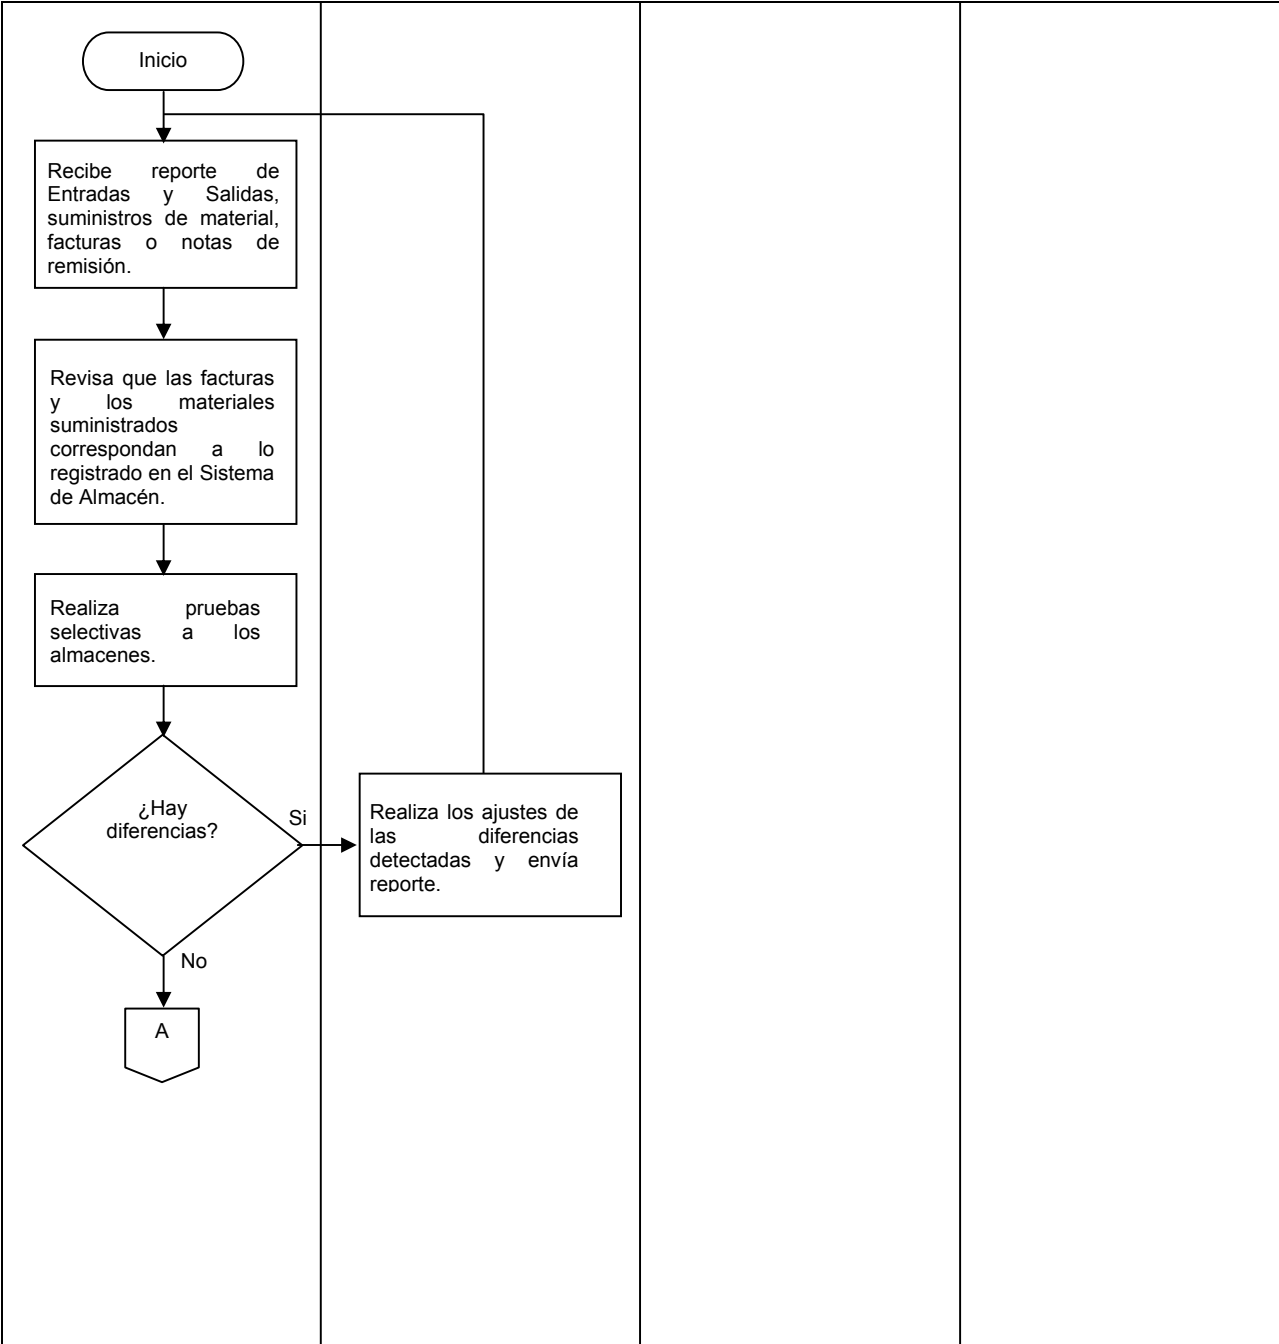 Inicio
Recibe reporte de
Entradas y Salidas,
suministros de material,
facturas o notas de
remisión.
Revisa que las facturas
y los materiales
suministrados
correspondan a lo
registrado en el Sistema
de Almacén.
Realiza pruebas
selectivas a los
almacenes.
¿Hay
diferencias?
Si
Realiza los ajustes de
las diferencias
detectadas y envía
reporte.
No
A